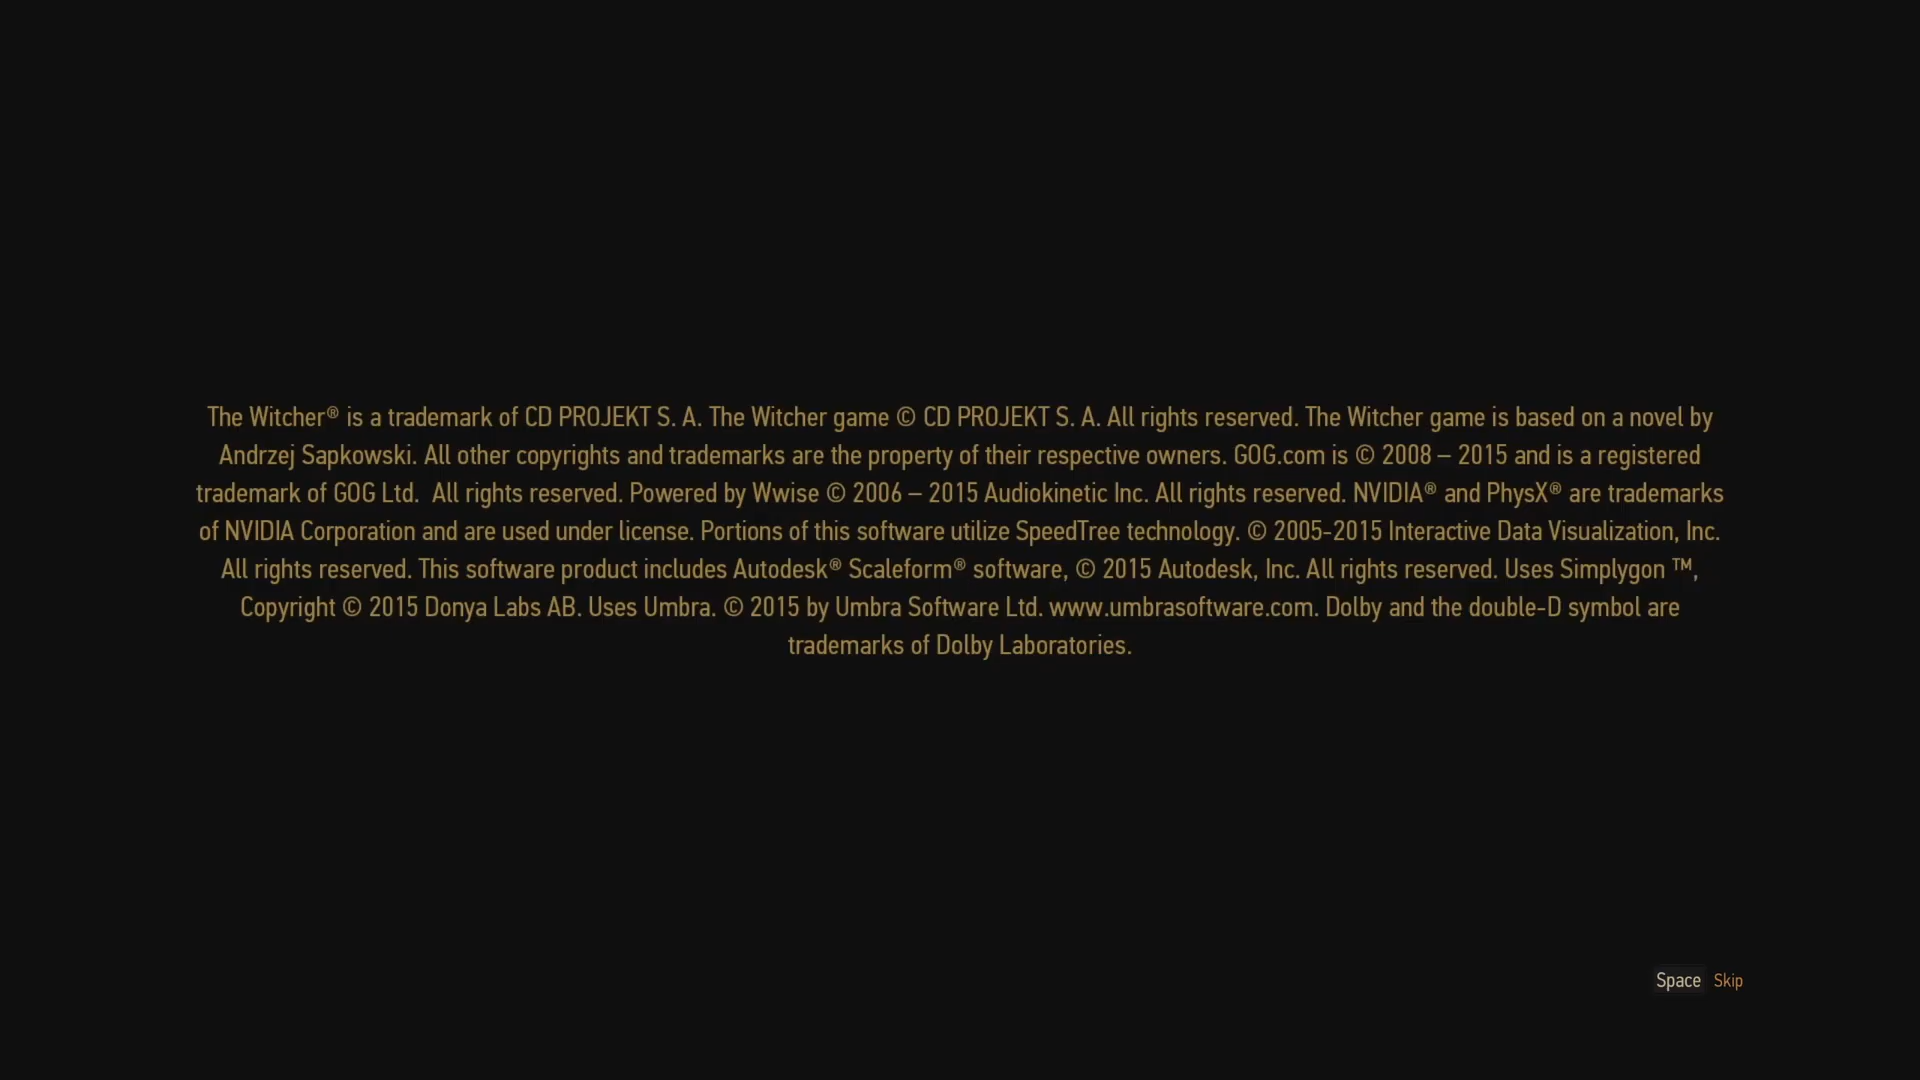 The Witcher® is a trademark of CD PROJEKT S. A. The Witcher game © CD PROJEKT S. A. All rights reserved. The Witcher game is based on a novel by
Andrzej Sapkowski. All other copyrights and trademarks are the property of their respective owners. GOG.com is © 2008 – 2015 and is a registered
trademark of GOG Ltd.  All rights reserved. Powered by Wwise © 2006 – 2015 Audiokinetic Inc. All rights reserved. NVIDIA® and PhysX® are trademarks
of NVIDIA Corporation and are used under license. Portions of this software utilize SpeedTree technology. © 2005-2015 Interactive Data Visualization, Inc.
All rights reserved. This software product includes Autodesk® Scaleform® software, © 2015 Autodesk, Inc. All rights reserved. Uses Simplygon ™,
Copyright © 2015 Donya Labs AB. Uses Umbra. © 2015 by Umbra Software Ltd. www.umbrasoftware.com. Dolby and the double-D symbol are
trademarks of Dolby Laboratories.
Space Skip